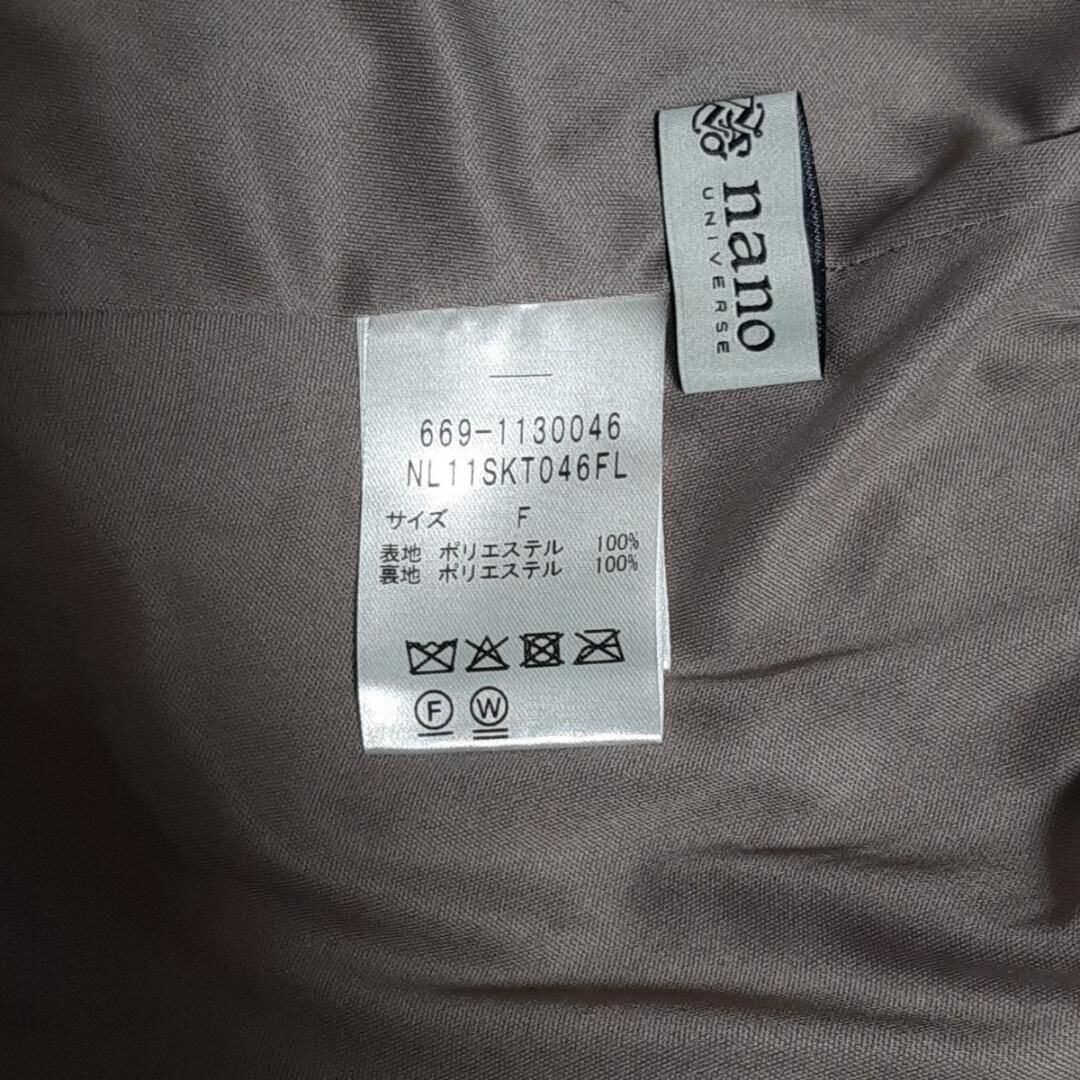 nano
UNIVERSE
669-1130046
NL11SKT046FL
サイズ F
表地 ポリエステル 100%
裏地 ポリエステル 100%
F W